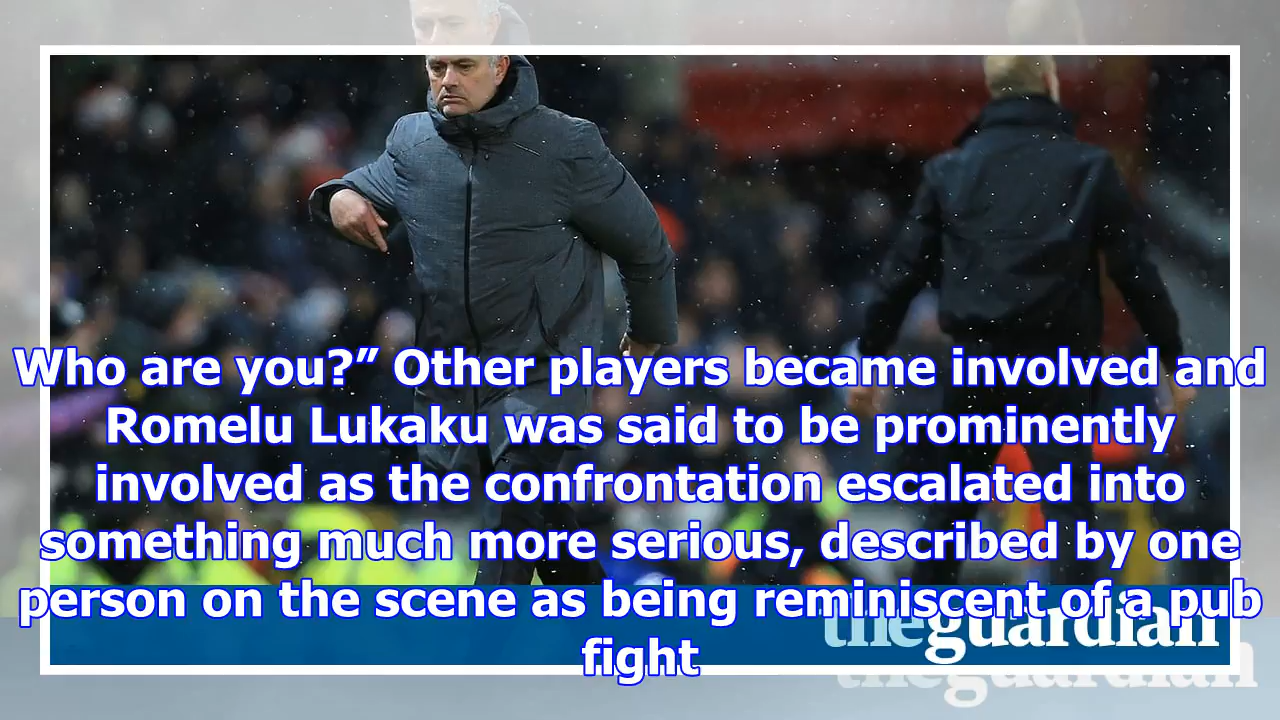 Who are you?” Other players became involved and
Romelu Lukaku was said to be prominently
involved as the confrontation escalated into
something much more serious, described by one
person on the scene as being reminiscent of a pub
fight
theguardian
theguardian